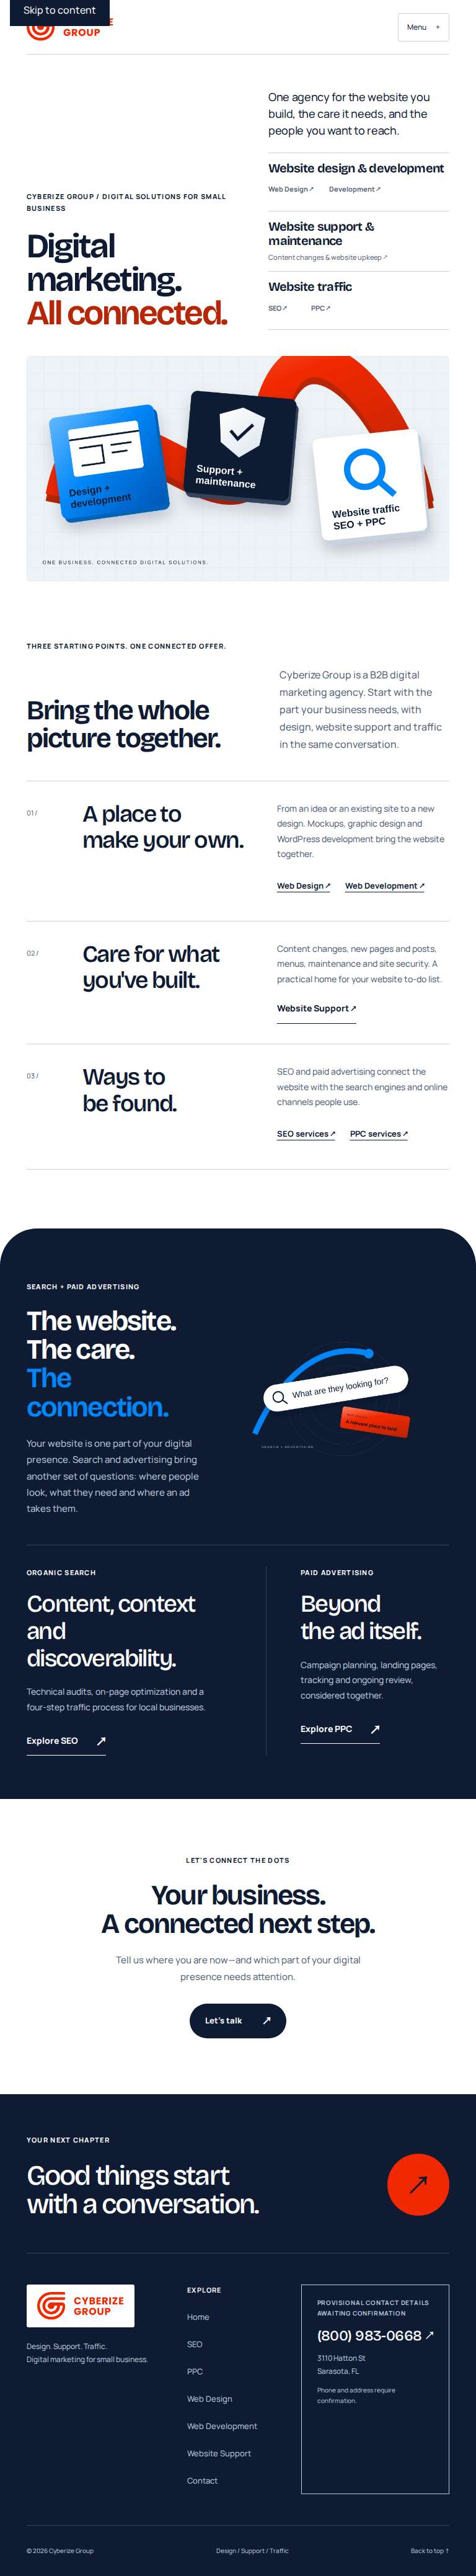 Skip to content
GROUP
Menu +
CYBERIZE GROUP / DIGITAL SOLUTIONS FOR SMALL
BUSINESS
Digital
marketing.
All connected.
One agency for the website you
build, the care it needs, and the
people you want to reach.
Website design & development
Web Design ↗ Development ↗
Website support &
maintenance
Content changes & website upkeep ↗
Website traffic
SEO ↗ PPC ↗
Design +
development
Support +
maintenance
Website traffic
SEO + PPC
ONE BUSINESS. CONNECTED DIGITAL SOLUTIONS.
THREE STARTING POINTS. ONE CONNECTED OFFER.
Bring the whole
picture together.
Cyberize Group is a B2B digital
marketing agency. Start with the
part your business needs, with
design, website support and traffic
in the same conversation.
01 /
A place to
make your own.
From an idea or an existing site to a new
design. Mockups, graphic design and
WordPress development bring the website
together.
Web Design ↗ Web Development ↗
02 /
Care for what
you've built.
Content changes, new pages and posts,
menus, maintenance and site security. A
practical home for your website to-do list.
Website Support ↗
03 /
Ways to
be found.
SEO and paid advertising connect the
website with the search engines and online
channels people use.
SEO services ↗ PPC services ↗
SEARCH + PAID ADVERTISING
The website.
The care.
The
connection.
Your website is one part of your digital
presence. Search and advertising bring
another set of questions: where people
look, what they need and where an ad
takes them.
What are they looking for?
A relevant place to land.
SEARCH + ADVERTISING
ORGANIC SEARCH
Content, context
and
discoverability.
Technical audits, on-page optimization and a
four-step traffic process for local businesses.
Explore SEO ↗
PAID ADVERTISING
Beyond
the ad itself.
Campaign planning, landing pages,
tracking and ongoing review,
considered together.
Explore PPC ↗
LET'S CONNECT THE DOTS
Your business.
A connected next step.
Tell us where you are now—and which part of your digital
presence needs attention.
Let's talk ↗
YOUR NEXT CHAPTER
Good things start
with a conversation.
CYBERIZE
GROUP
Design. Support. Traffic.
Digital marketing for small business.
EXPLORE
Home
SEO
PPC
Web Design
Web Development
Website Support
Contact
PROVISIONAL CONTACT DETAILS
AWAITING CONFIRMATION
(800) 983-0668 ↗
3110 Hatton St
Sarasota, FL
Phone and address require
confirmation.
© 2026 Cyberize Group
Design / Support / Traffic
Back to top ↑